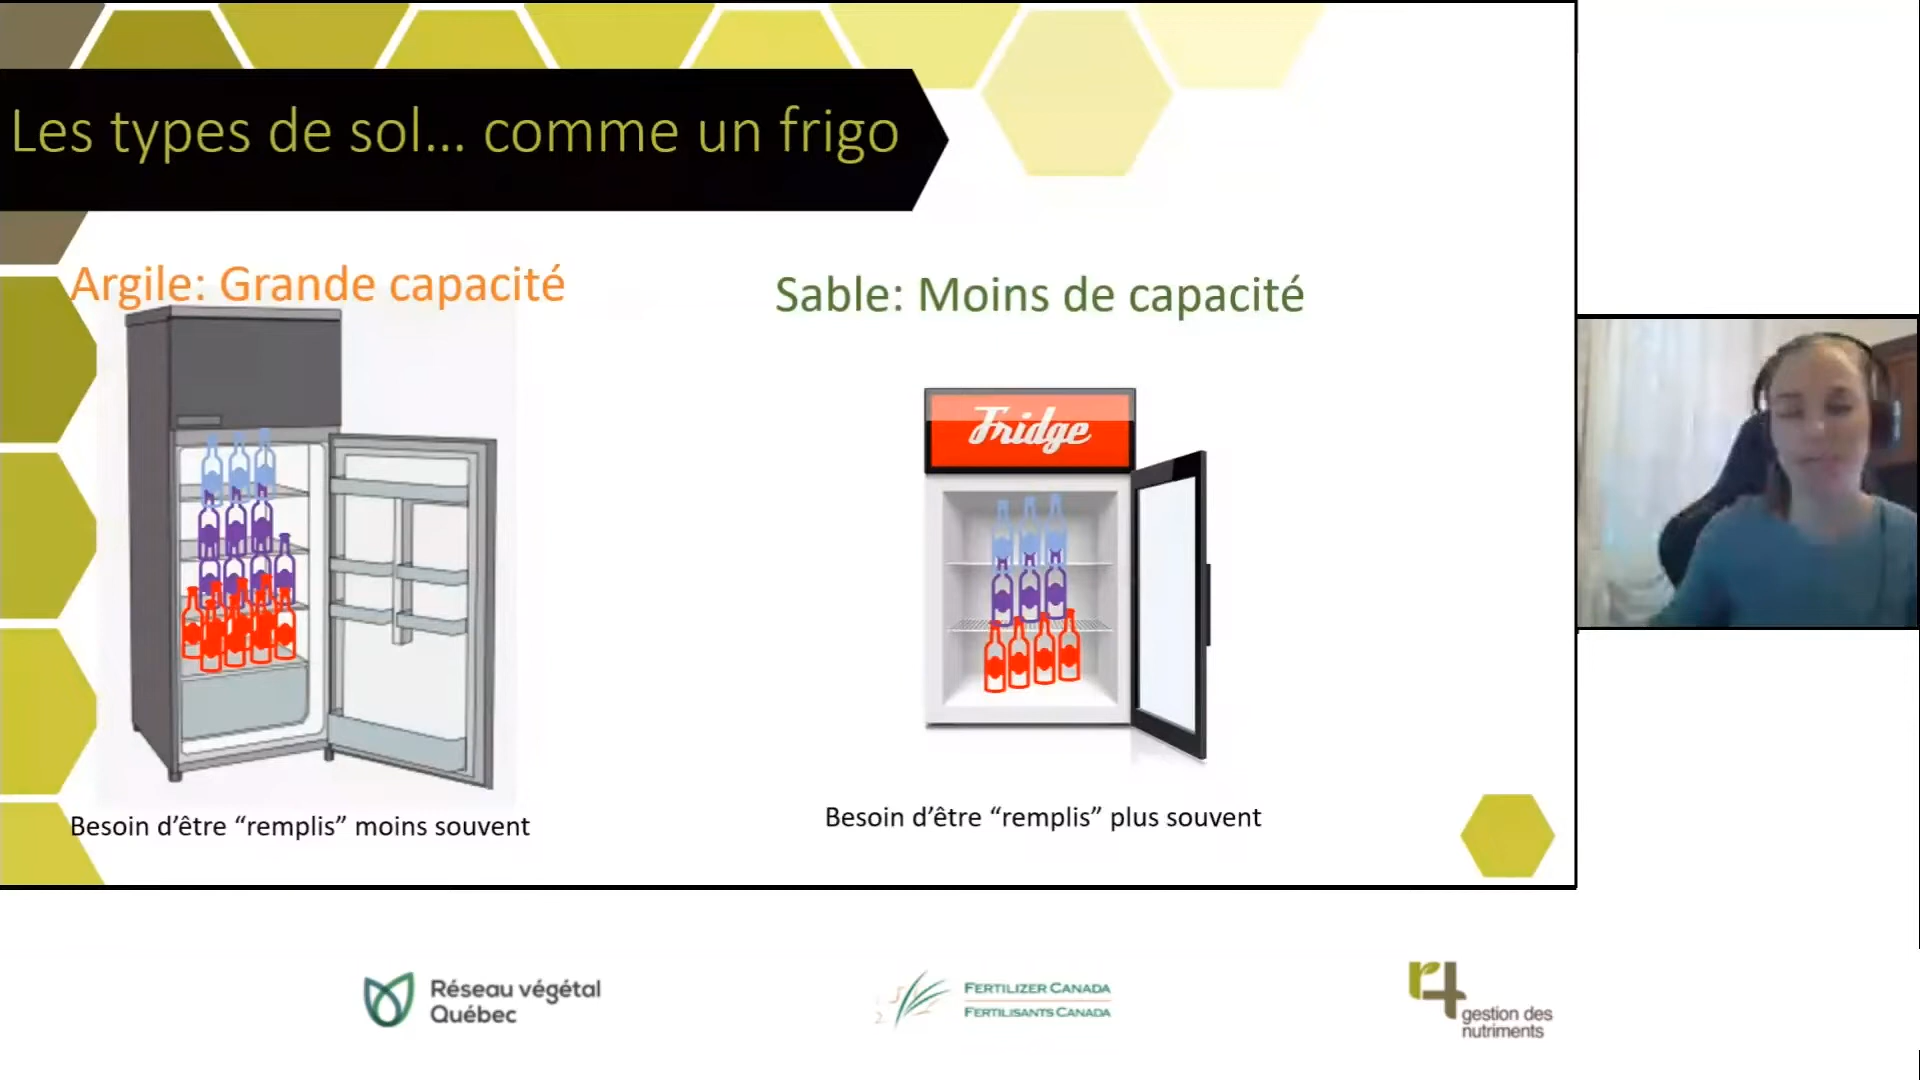 Les types de sol... comme un frigo
Argile: Grande capacité
Sable: Moins de capacité
Fridge
Besoin d'être “remplis” moins souvent
Besoin d'être “remplis” plus souvent
Réseau végétal
Québec
FERTILIZER CANADA
FERTILISANTS CANADA
r4
gestion des
nutriments